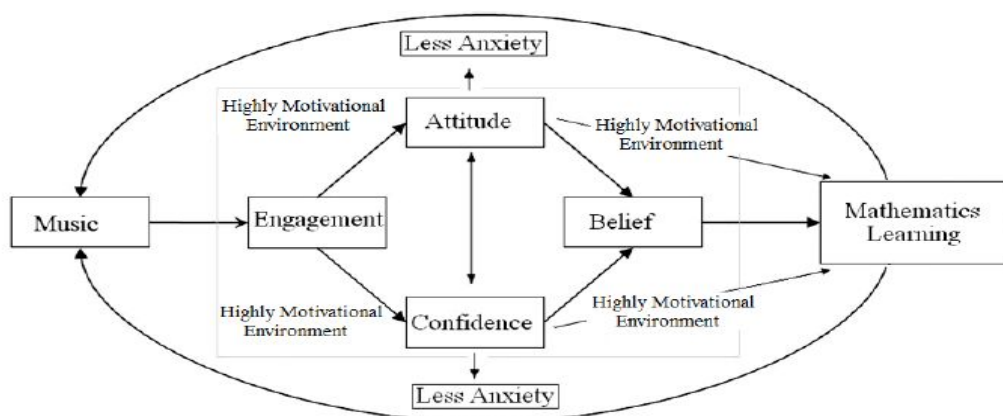 Less Anxiety
Highly Motivational
Environment
Attitude
Highly Motivational
Environment
Music
Engagement
Belief
Mathematics
Learning
Highly Motivational
Environment
Confidence
Highly Motivational
Environment
Less Anxiety